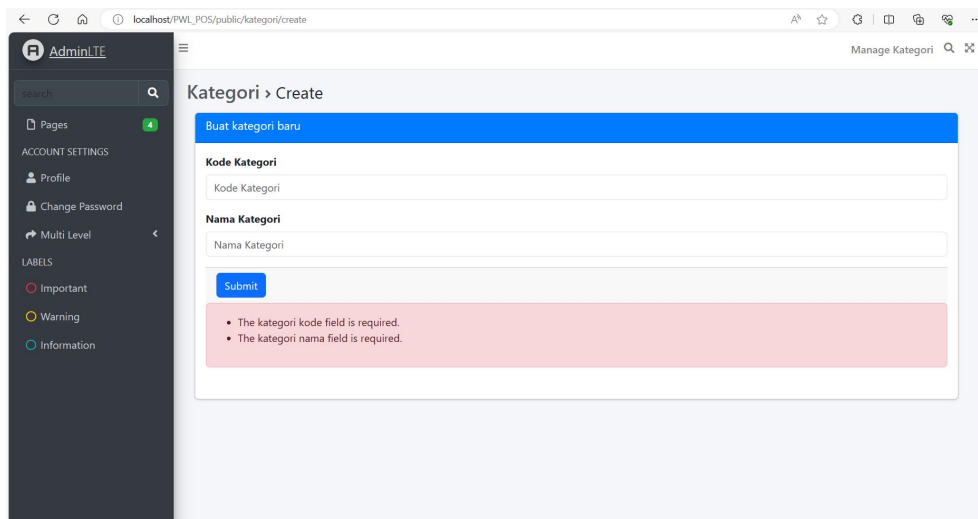 localhost/PWL_POS/public/kategori/create
AdminLTE
Manage Kategori
search
Kategori > Create
Pages 4
Buat kategori baru
ACCOUNT SETTINGS
Kode Kategori
Profile
Kode Kategori
Change Password
Nama Kategori
Multi Level
Nama Kategori
LABELS
Important
Submit
Warning
The kategori kode field is required.
The kategori nama field is required.
Information